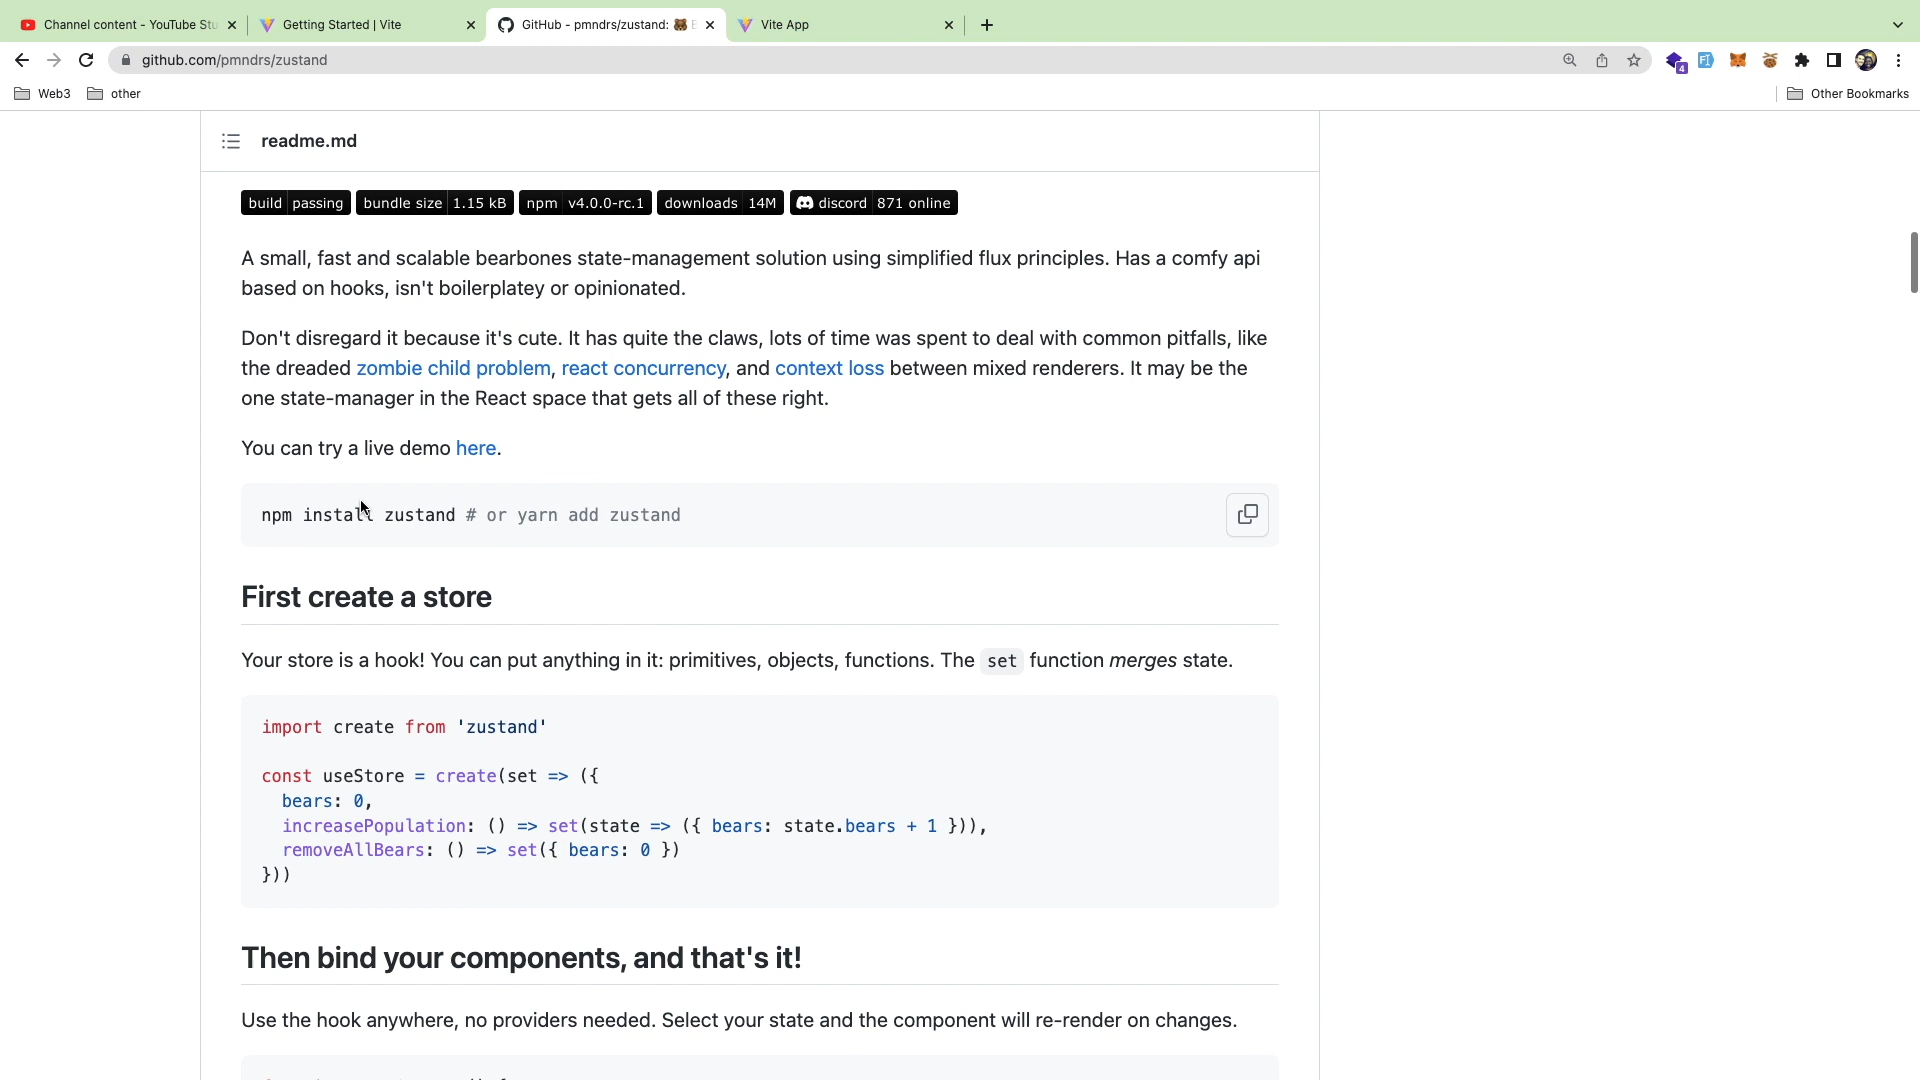 Channel content - YouTube Stu
Getting Started | Vite
GitHub - pmndrs/zustand: 🐻 B
Vite App
github.com/pmndrs/zustand
4
Web3
other
Other Bookmarks
readme.md
build passing bundle size 1.15 kB npm v4.0.0-rc.1 downloads 14M discord 871 online
A small, fast and scalable bearbones state-management solution using simplified flux principles. Has a comfy api
based on hooks, isn't boilerplatey or opinionated.
Don't disregard it because it's cute. It has quite the claws, lots of time was spent to deal with common pitfalls, like
the dreaded zombie child problem, react concurrency, and context loss between mixed renderers. It may be the
one state-manager in the React space that gets all of these right.
You can try a live demo here.
npm install zustand # or yarn add zustand
First create a store
Your store is a hook! You can put anything in it: primitives, objects, functions. The set function merges state.
import create from 'zustand'
const useStore = create(set => ({
bears: 0,
increasePopulation: () => set(state => ({ bears: state.bears + 1 })),
removeAllBears: () => set({ bears: 0 })
}))
Then bind your components, and that's it!
Use the hook anywhere, no providers needed. Select your state and the component will re-render on changes.